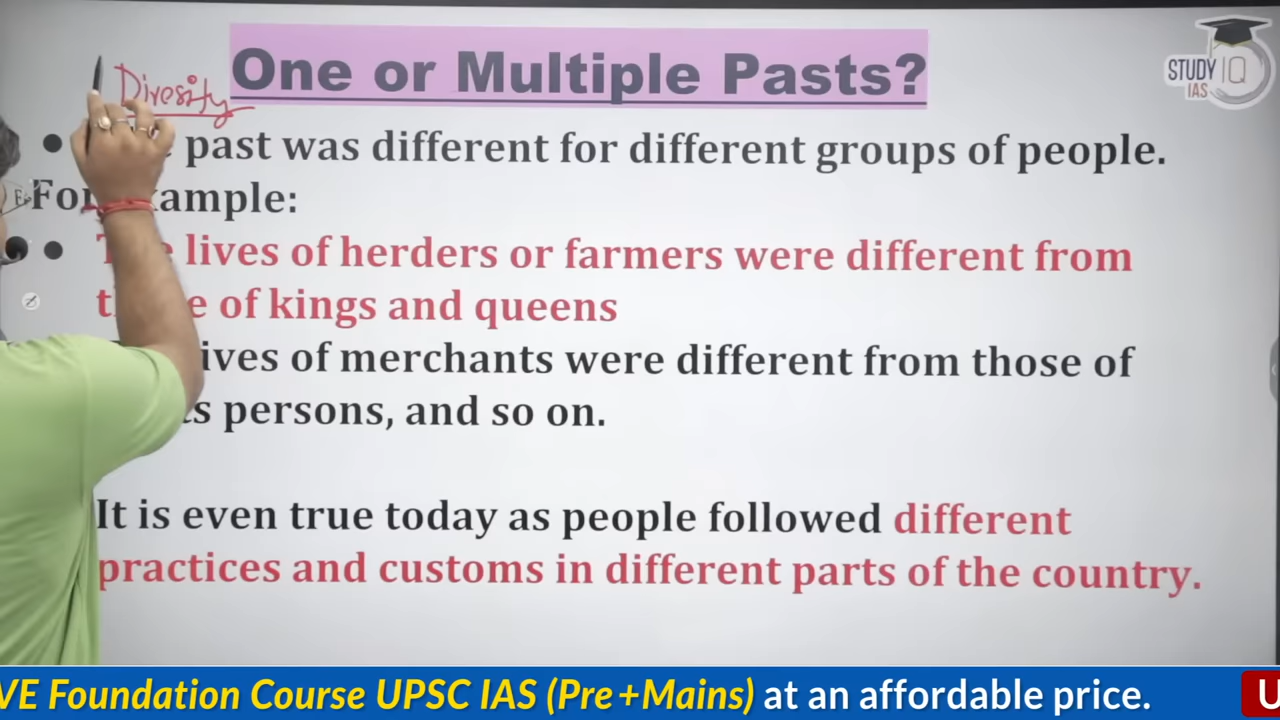 One or Multiple Pasts?
STUDY IQ
IAS
Divesity
past was different for different groups of people.
For ample:
lives of herders or farmers were different from
of kings and queens
ives of merchants were different from those of
s persons, and so on.
It is even true today as people followed different
practices and customs in different parts of the country.
VE Foundation Course UPSC IAS (Pre+Mains) at an affordable price.
U